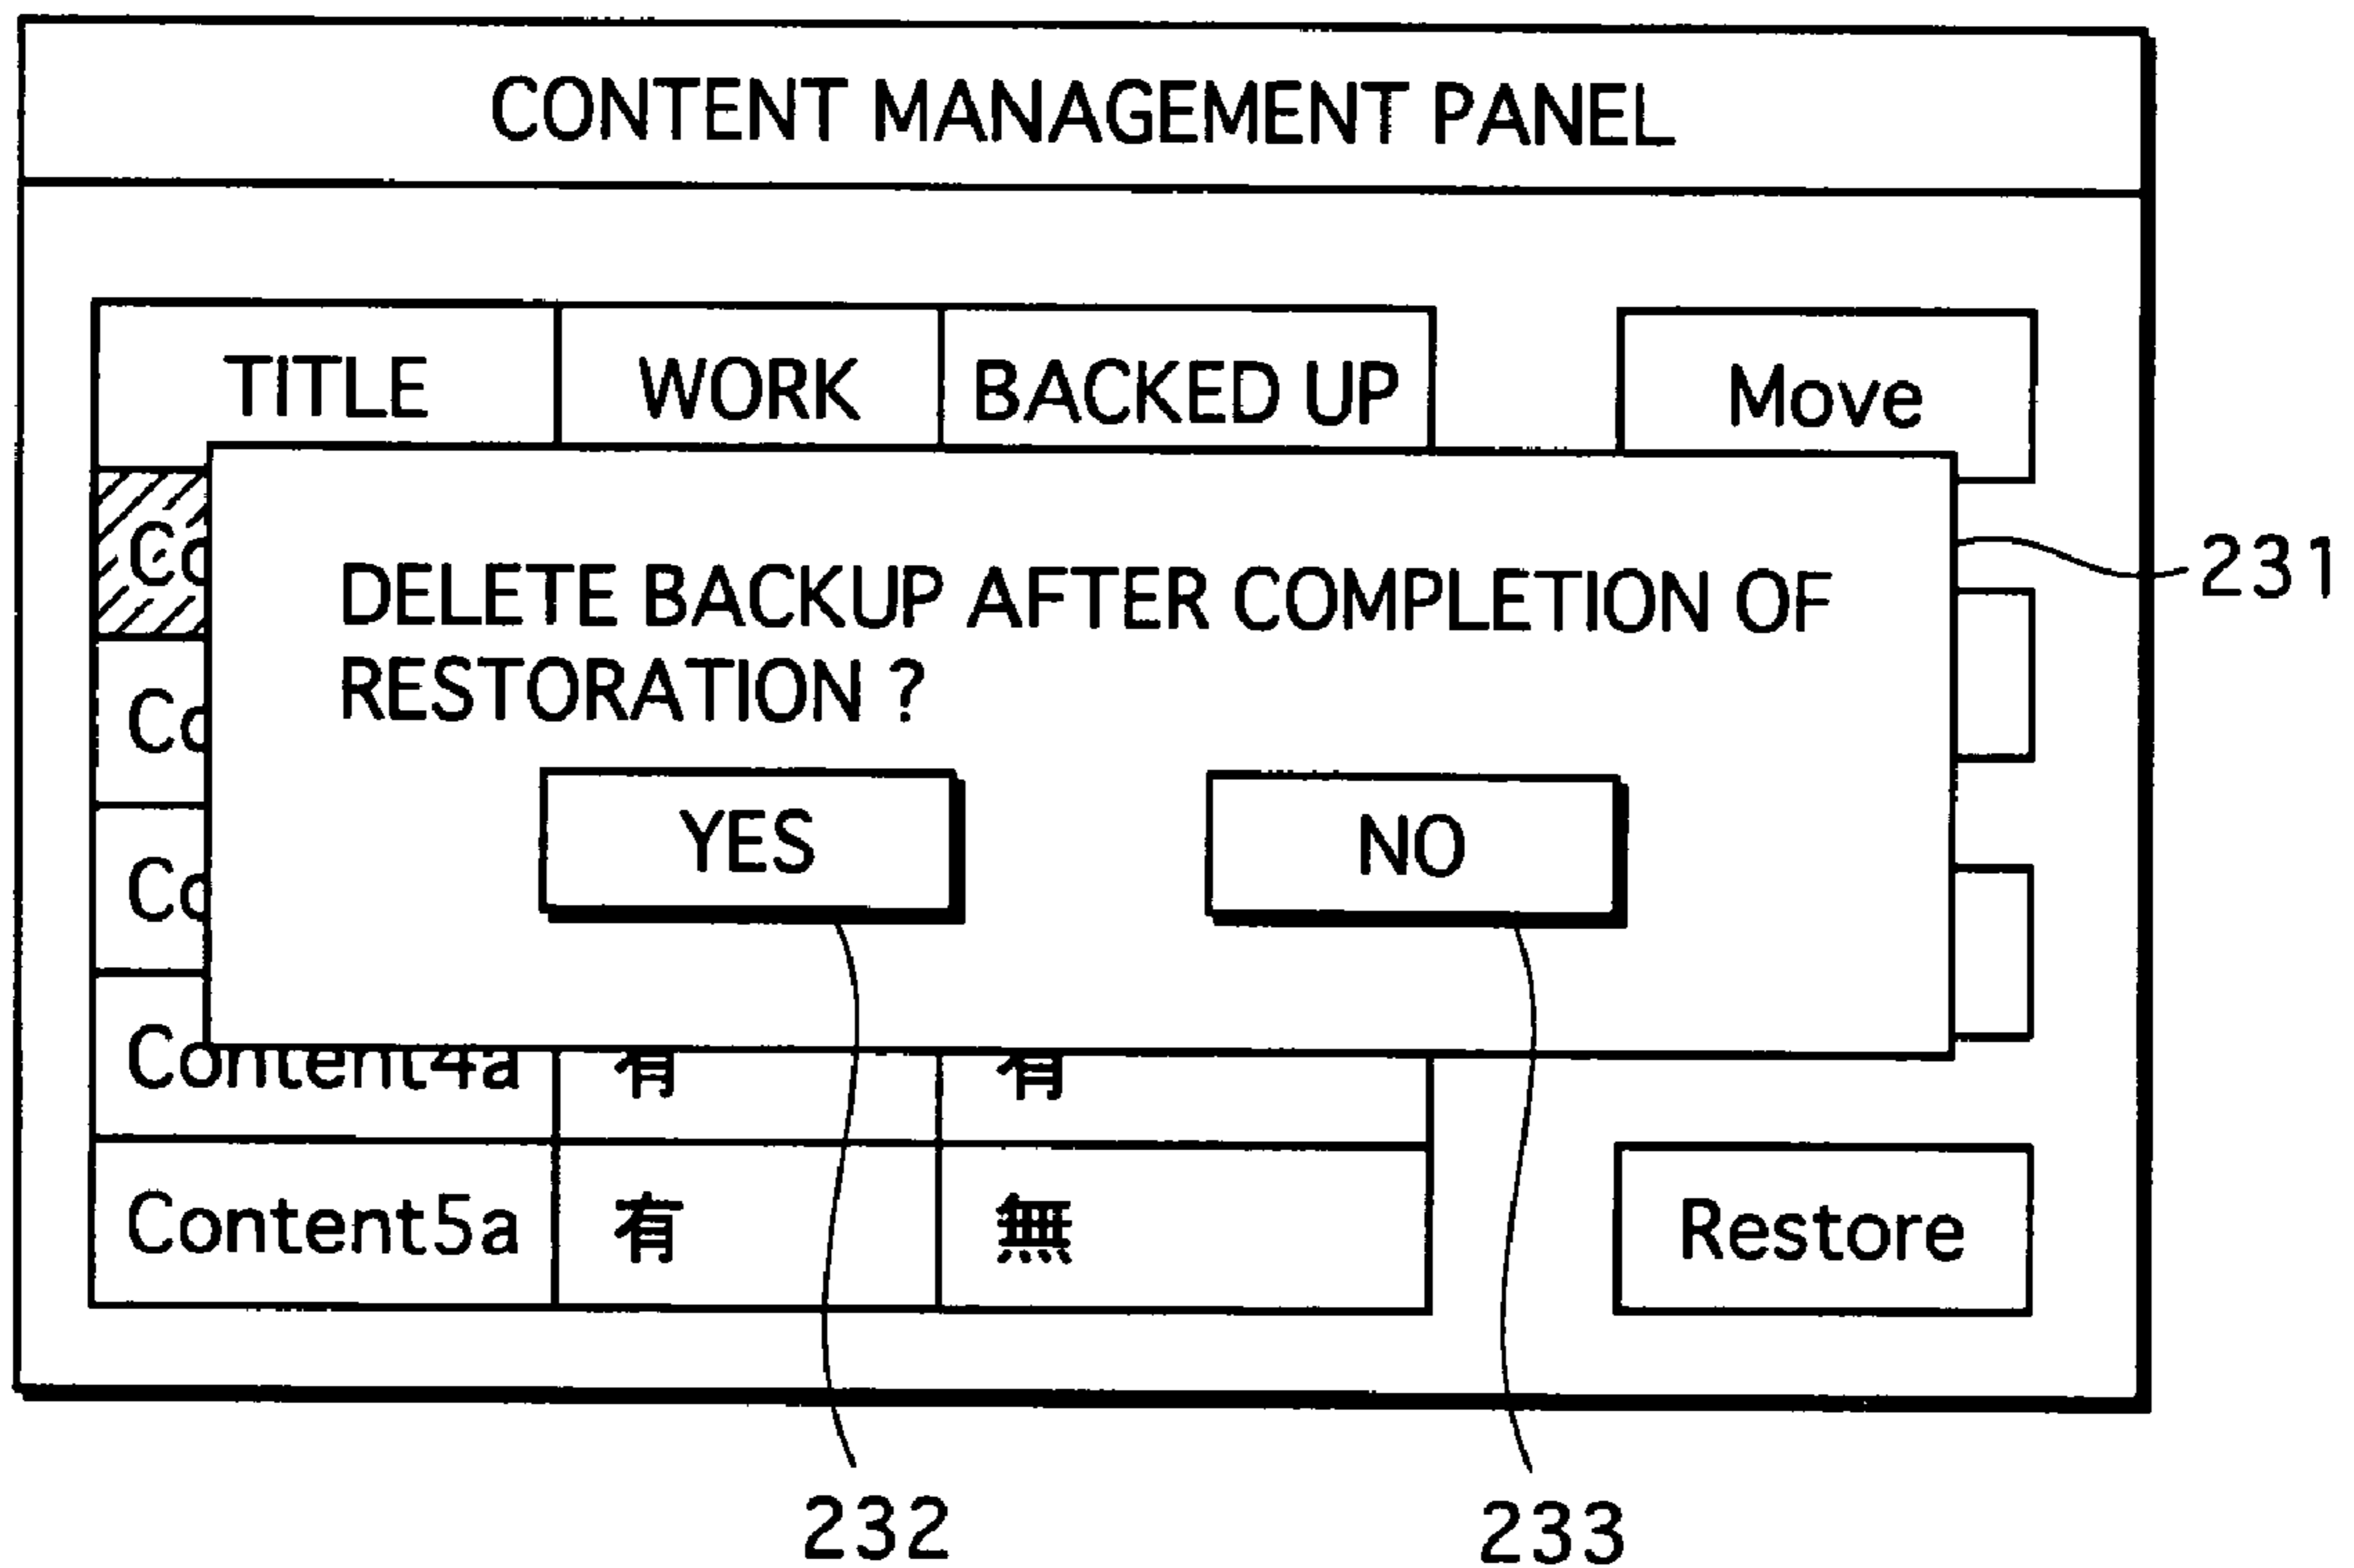 CONTENT MANAGEMENT PANEL
TITLE WORK BACKED UP Move
DELETE BACKUP AFTER COMPLETION OF
RESTORATION ?
231
YES NO
Content4a 有 有
Content5a 有 無 Restore
232 233